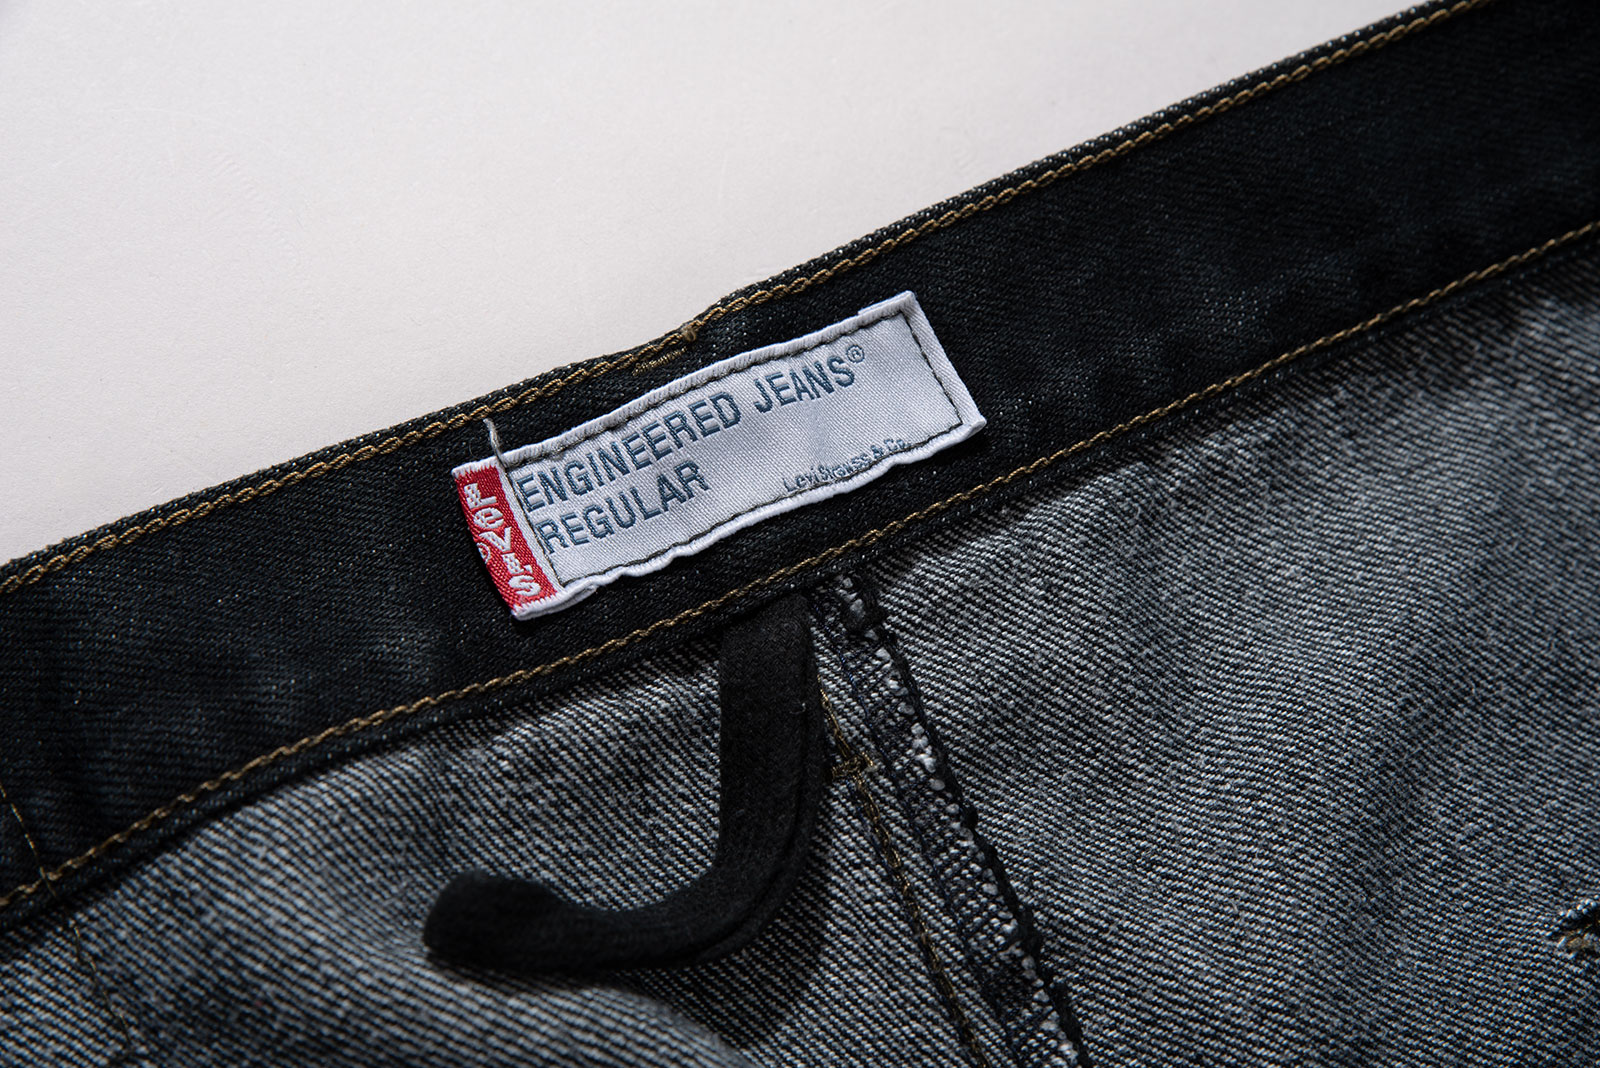 ENGINEERED JEANS®
REGULAR
Levi Strauss & Co.
LEVI'S
®